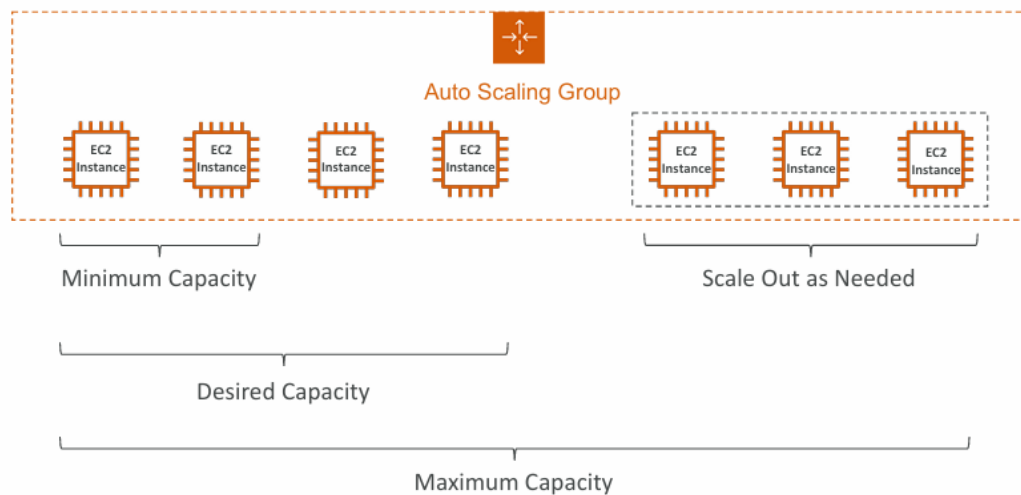 Auto Scaling Group
EC2
Instance
EC2
Instance
EC2
Instance
EC2
Instance
EC2
Instance
EC2
Instance
EC2
Instance
Minimum Capacity
Scale Out as Needed
Desired Capacity
Maximum Capacity